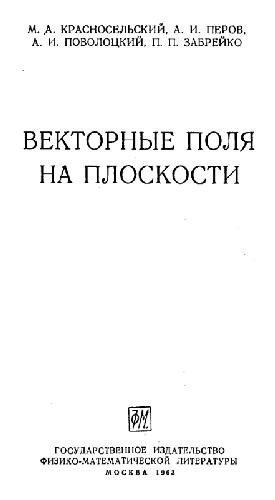 М. А. КРАСНОСЕЛЬСКИЙ, А. И. ПЕРОВ,
А. И. ПОВОЛОЦКИЙ, П. П. ЗАБРЕЙКО
ВЕКТОРНЫЕ ПОЛЯ
НА ПЛОСКОСТИ
ФМ
ГОСУДАРСТВЕННОЕ ИЗДАТЕЛЬСТВО
ФИЗИКО-МАТЕМАТИЧЕСКОЙ ЛИТЕРАТУРЫ
МОСКВА 1963